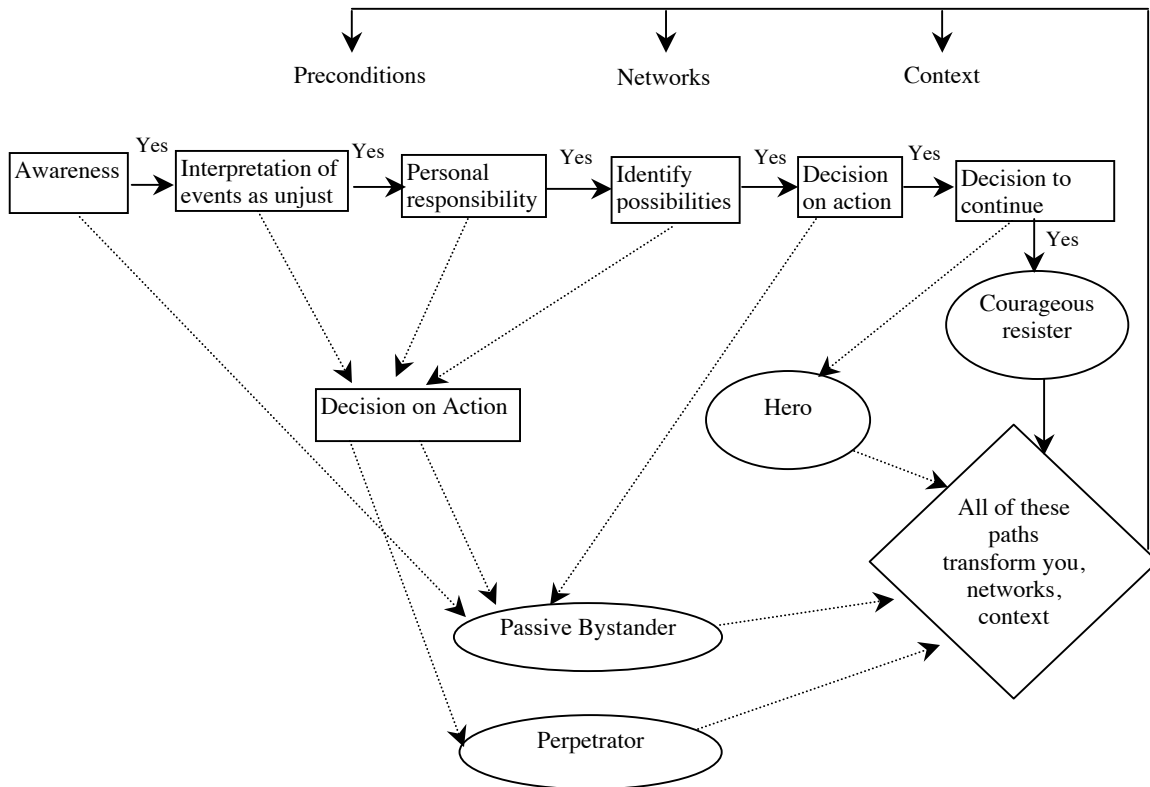 Preconditions
Networks
Context
Yes
Yes
Yes
Yes
Yes
Awareness
Interpretation of
events as unjust
Personal
responsibility
Identify
possibilities
Decision
on action
Decision to
continue
Yes
Courageous
resister
Decision on Action
Hero
All of these
paths
transform you,
networks,
context
Passive Bystander
Perpetrator